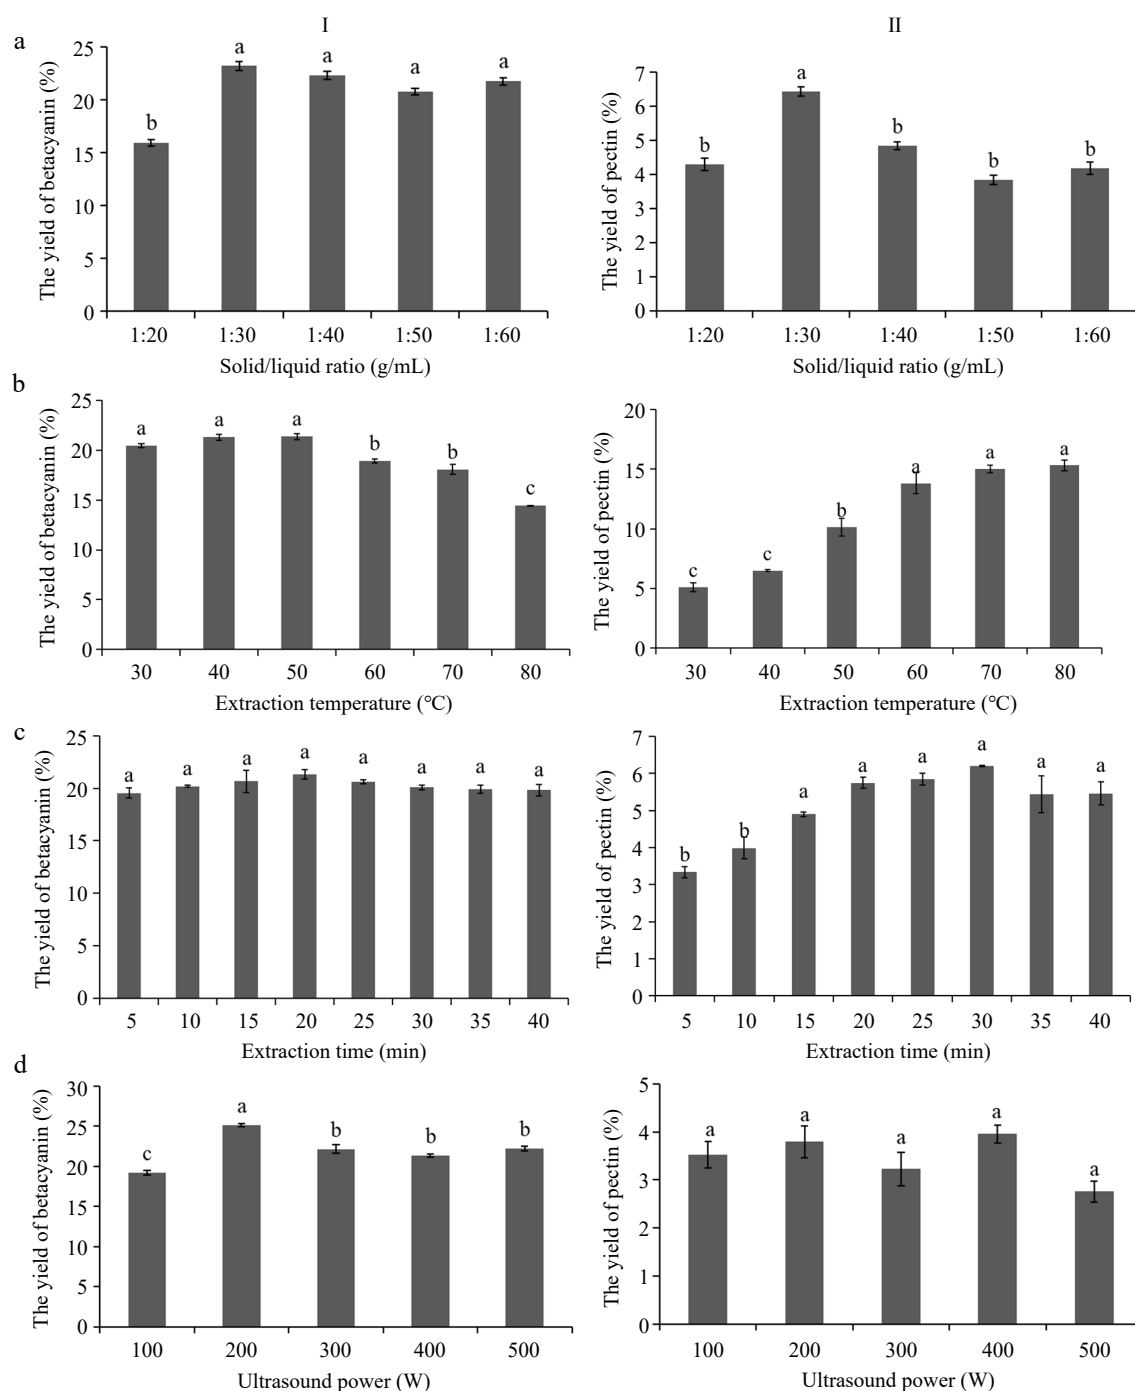 I
II
a
The yield of betacyanin (%)
25
20
15
10
5
0
b
a
a
a
a
1:20 1:30 1:40 1:50 1:60
Solid/liquid ratio (g/mL)
The yield of pectin (%)
7
6
5
4
3
2
1
0
b
a
b
b
b
1:20 1:30 1:40 1:50 1:60
Solid/liquid ratio (g/mL)
b
The yield of betacyanin (%)
25
20
15
10
5
0
a
a
a
b
b
c
30 40 50 60 70 80
Extraction temperature (℃)
The yield of pectin (%)
20
15
10
5
0
c
c
b
a
a
a
30 40 50 60 70 80
Extraction temperature (℃)
c
The yield of betacyanin (%)
25
20
15
10
5
0
a
a
a
a
a
a
a
a
5 10 15 20 25 30 35 40
Extraction time (min)
The yield of pectin (%)
7
6
5
4
3
2
1
0
b
b
a
a
a
a
a
a
5 10 15 20 25 30 35 40
Extraction time (min)
d
The yield of betacyanin (%)
30
25
20
15
10
5
0
c
a
b
b
b
100 200 300 400 500
Ultrasound power (W)
The yield of pectin (%)
5
4
3
2
1
0
a
a
a
a
a
100 200 300 400 500
Ultrasound power (W)